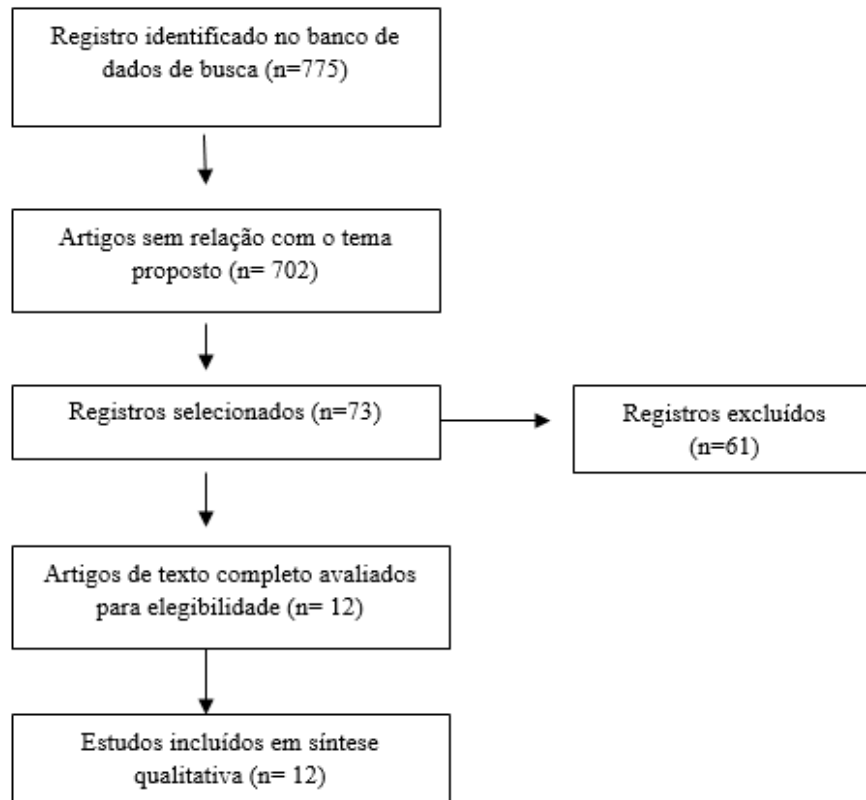 Registro identificado no banco de
dados de busca (n=775)
Artigos sem relação com o tema
proposto (n= 702)
Registros selecionados (n=73)
Registros excluídos
(n=61)
Artigos de texto completo avaliados
para elegibilidade (n= 12)
Estudos incluídos em síntese
qualitativa (n= 12)